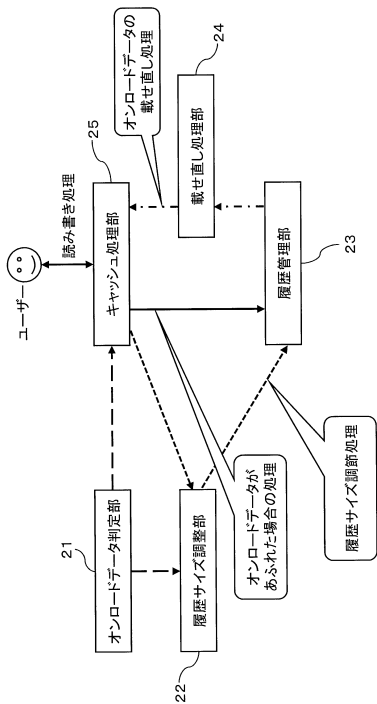 ユーザー
読み書き処理
21
オンロードデータ判定部
25
キャッシュ処理部
オンロードデータの
載せ直し処理
24
載せ直し処理部
22
履歴サイズ調整部
23
履歴管理部
オンロードデータが
あふれた場合の処理
履歴サイズ調節処理